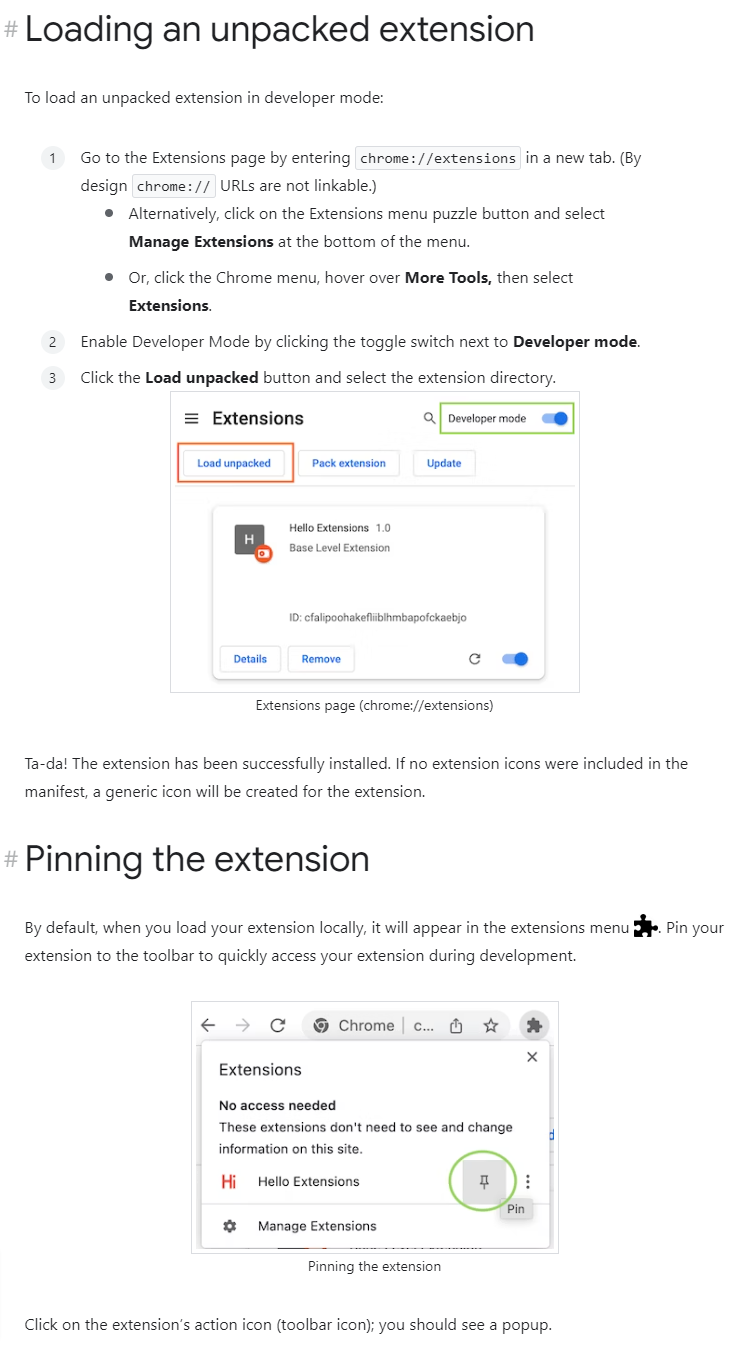 # Loading an unpacked extension
To load an unpacked extension in developer mode:
1 Go to the Extensions page by entering chrome://extensions in a new tab. (By
design chrome:// URLs are not linkable.)
• Alternatively, click on the Extensions menu puzzle button and select
Manage Extensions at the bottom of the menu.
• Or, click the Chrome menu, hover over More Tools, then select
Extensions.
2 Enable Developer Mode by clicking the toggle switch next to Developer mode.
3 Click the Load unpacked button and select the extension directory.
Extensions Developer mode
Load unpacked Pack extension Update
H Hello Extensions 1.0
Base Level Extension
ID: cfalipoohakefliiblhmbapofckaebjo
Details Remove
Extensions page (chrome://extensions)
Ta-da! The extension has been successfully installed. If no extension icons were included in the
manifest, a generic icon will be created for the extension.
# Pinning the extension
By default, when you load your extension locally, it will appear in the extensions menu . Pin your
extension to the toolbar to quickly access your extension during development.
Chrome | c...
Extensions
No access needed
These extensions don't need to see and change
information on this site.
Hi Hello Extensions
Pin
Manage Extensions
Pinning the extension
Click on the extension's action icon (toolbar icon); you should see a popup.